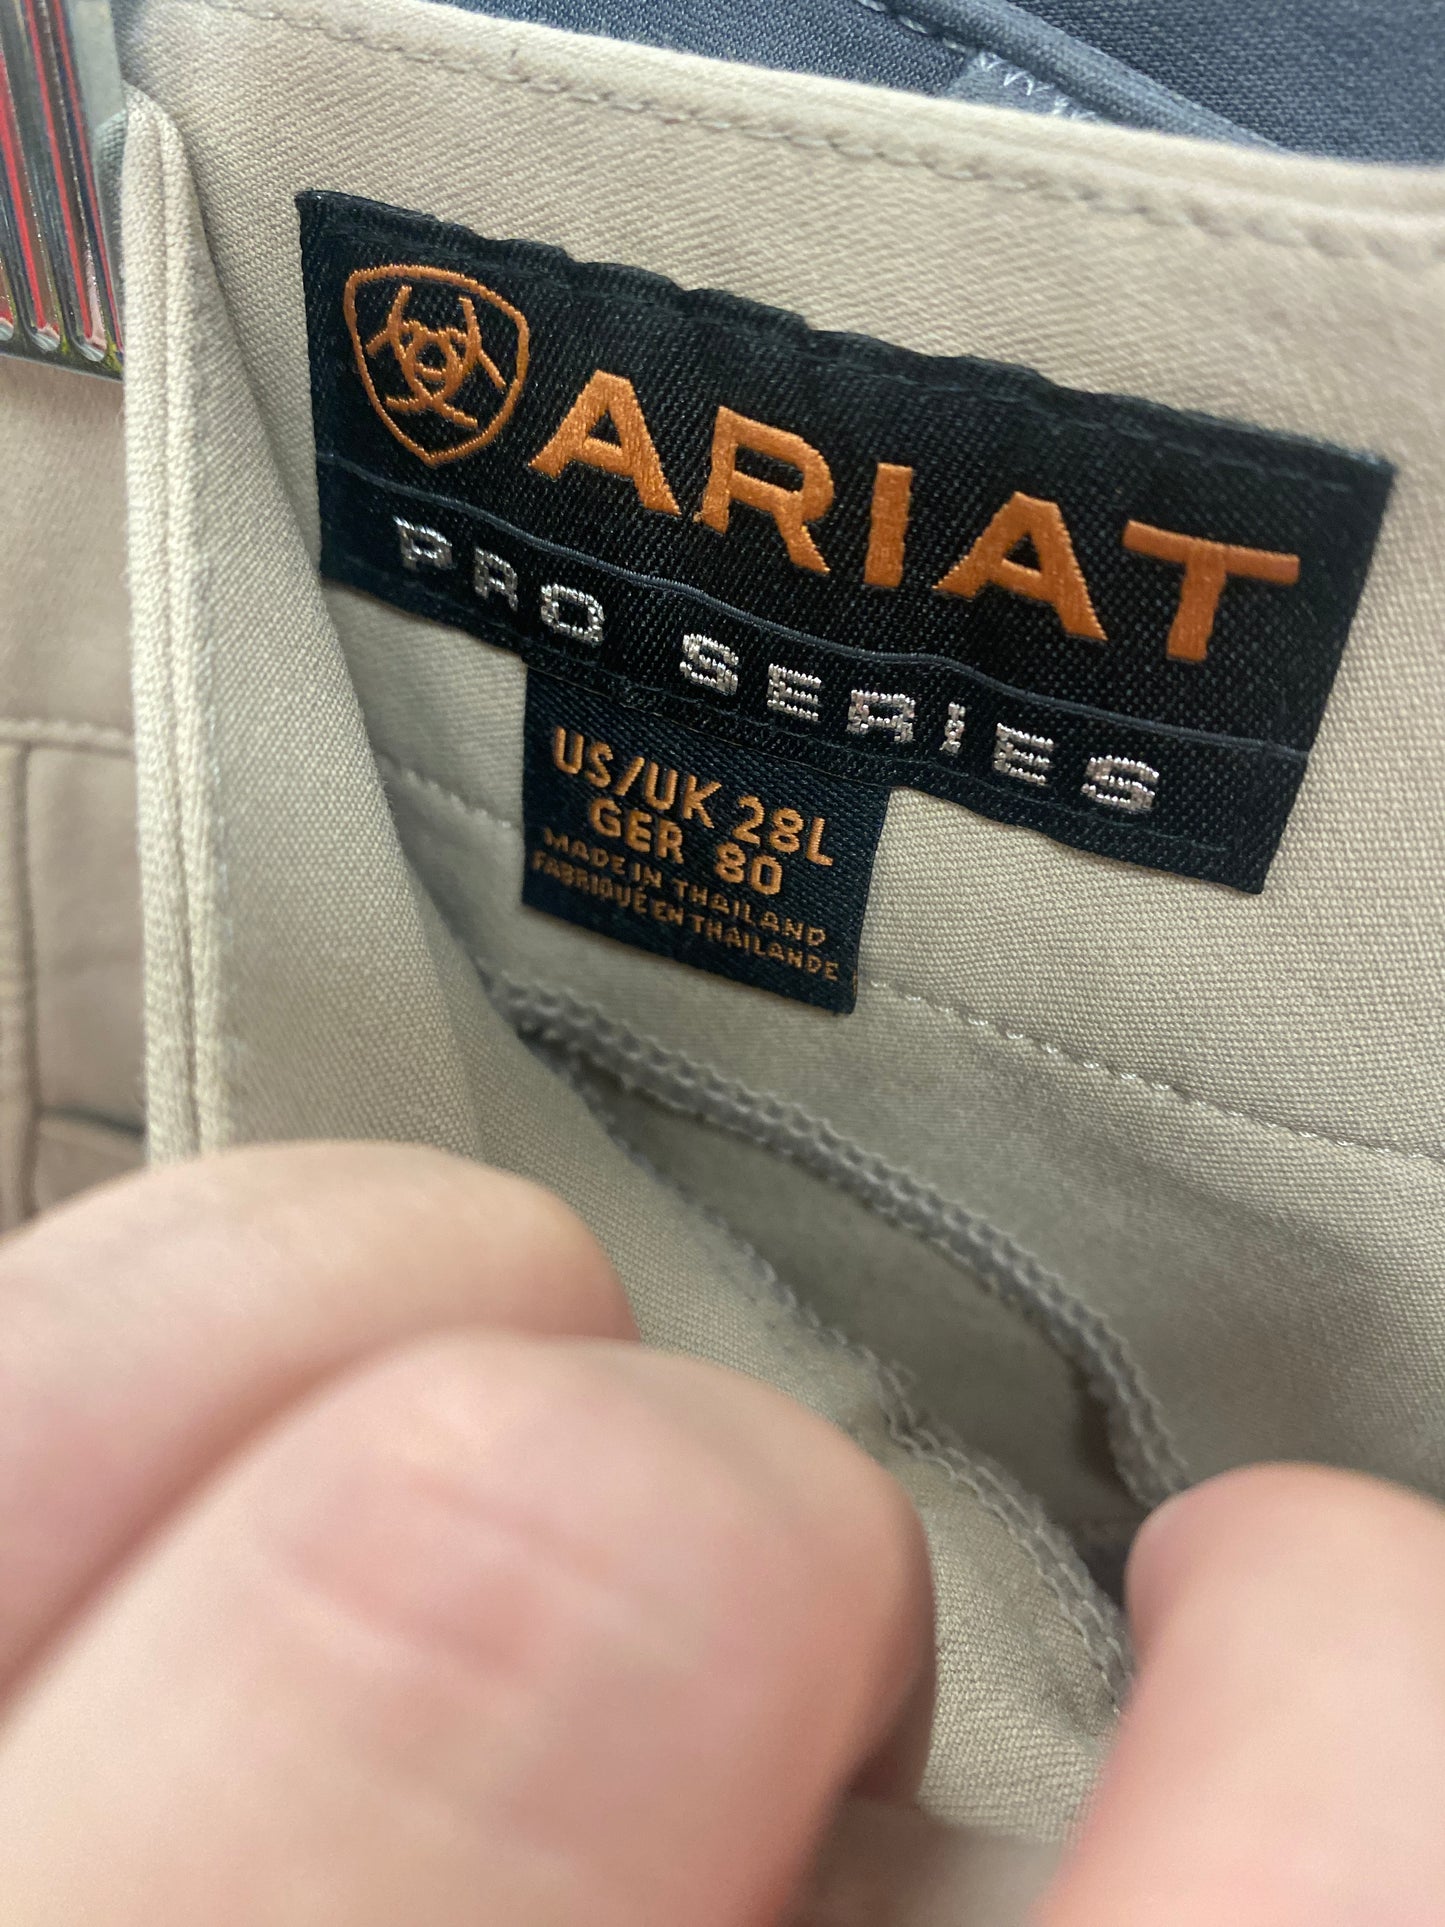 ARIAT
PRO SERIES
US/UK 28L
GER 80
MADE IN THAILAND
FABRIQUÉ EN THAILANDE